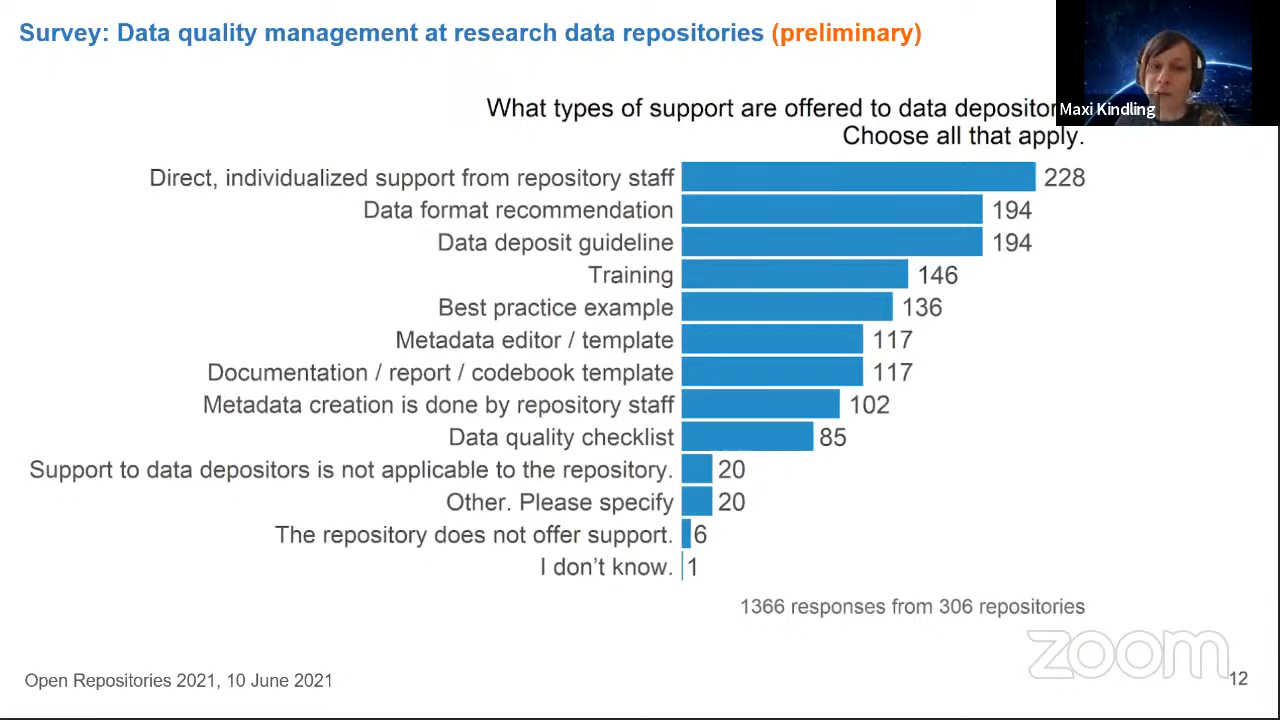 Survey: Data quality management at research data repositories (preliminary)
Maxi Kindling
What types of support are offered to data
Choose all that apply.
Direct, individualized support from repository staff 228
Data format recommendation 194
Data deposit guideline 194
Training 146
Best practice example 136
Metadata editor / template 117
Documentation / report / codebook template 117
Metadata creation is done by repository staff 102
Data quality checklist 85
Support to data depositors is not applicable to the repository. 20
Other. Please specify 20
The repository does not offer support. 6
I don't know. 1
1366 responses from 306 repositories
zoom
Open Repositories 2021, 10 June 2021
12